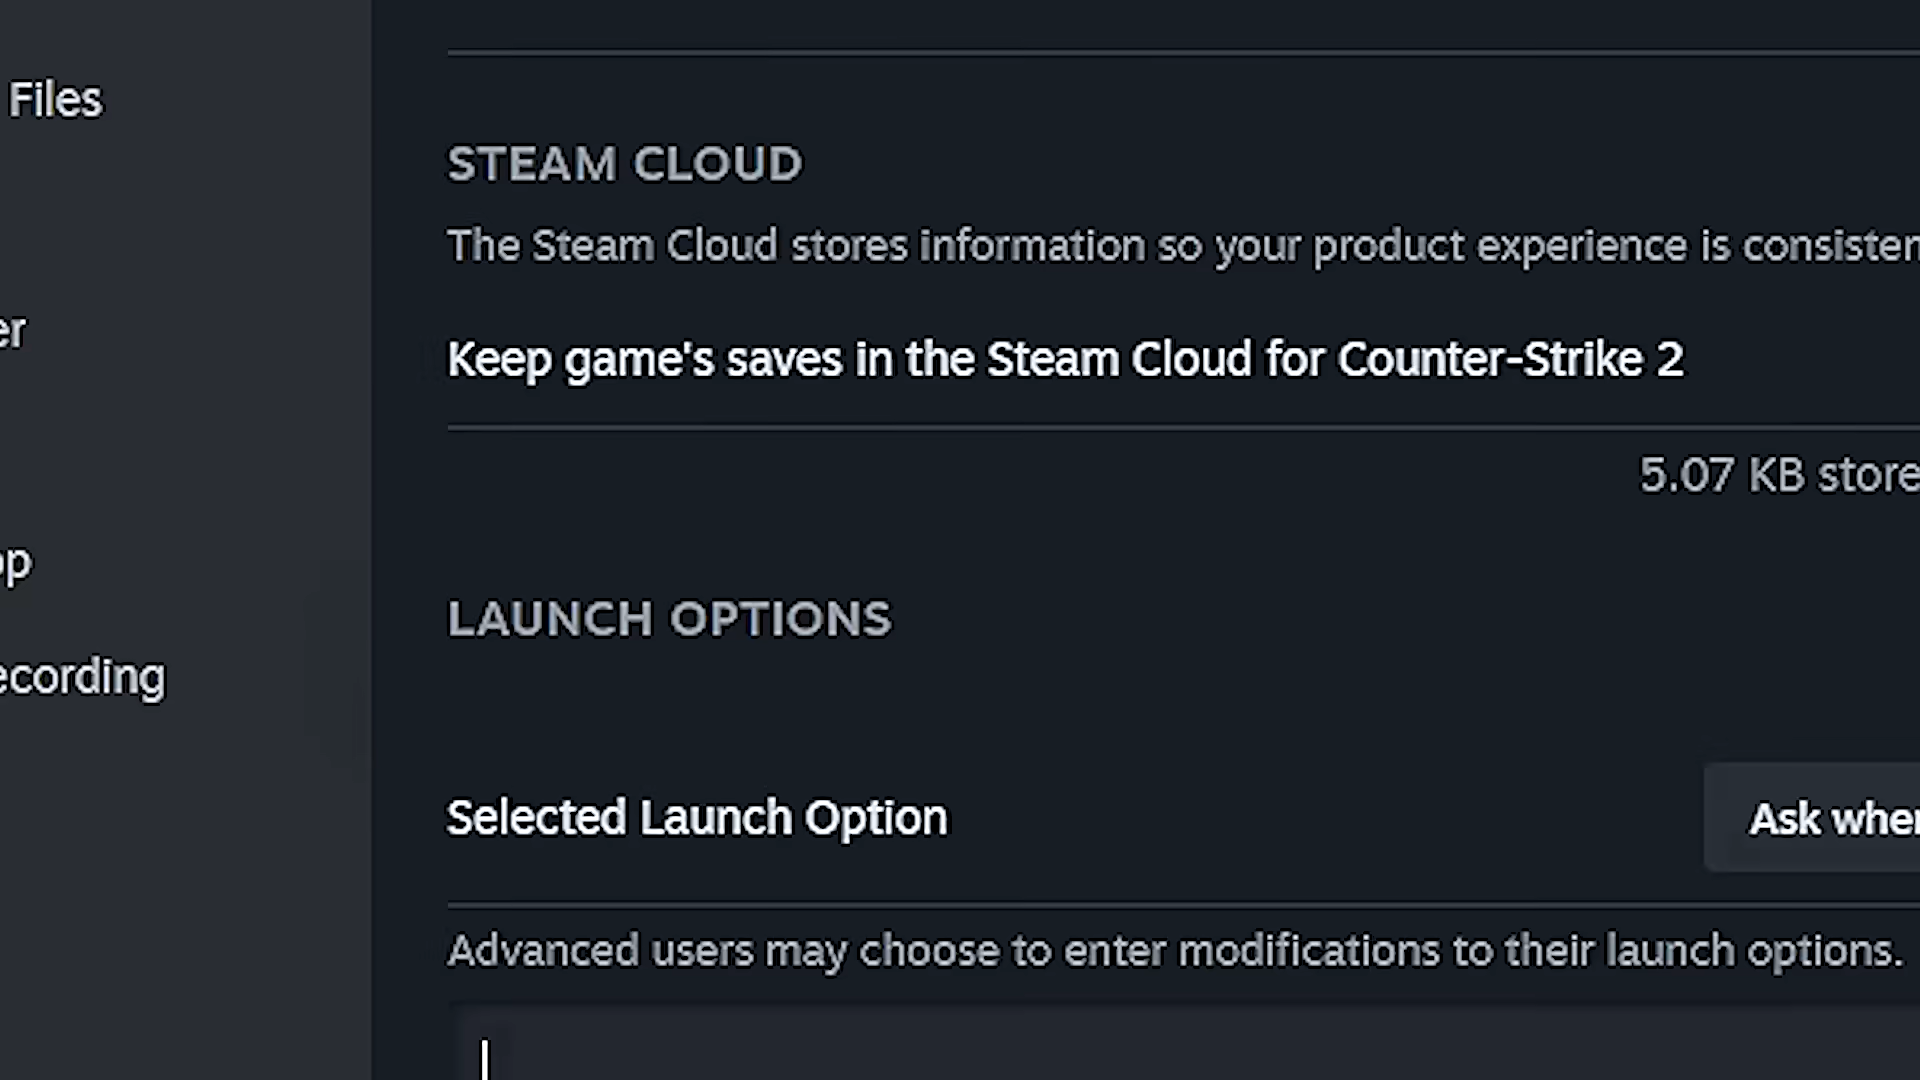 Files
STEAM CLOUD
The Steam Cloud stores information so your product experience is consisten
er
Keep game's saves in the Steam Cloud for Counter-Strike 2
5.07 KB store
op
LAUNCH OPTIONS
ecording
Selected Launch Option
Ask when
Advanced users may choose to enter modifications to their launch options.